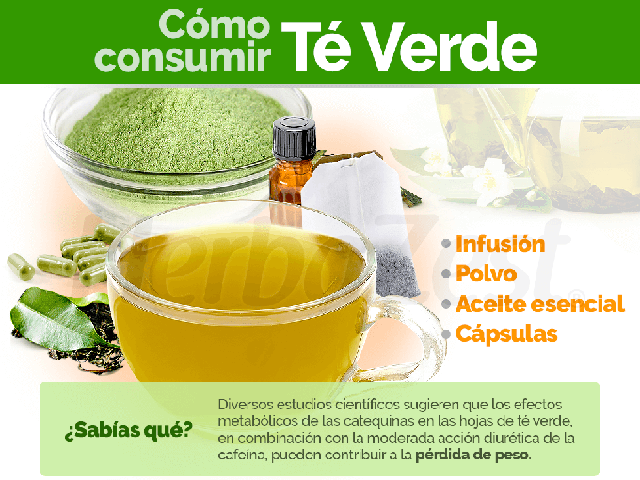 Cómo
consumir Té Verde
HerbaZest
• Infusión
• Polvo
• Aceite esencial
• Cápsulas
¿Sabías qué?
Diversos estudios científicos sugieren que los efectos
metabólicos de las catequinas en las hojas de té verde,
en combinación con la moderada acción diurética de la
cafeína, pueden contribuir a la pérdida de peso.